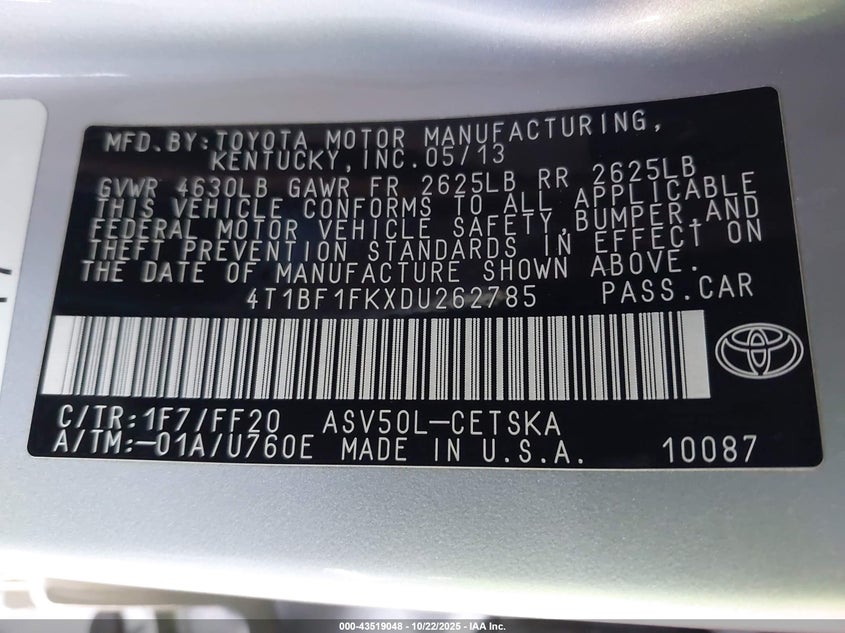 MFD. BY: TOYOTA MOTOR MANUFACTURING,
KENTUCKY, INC. 05/13
GVWR 4630LB GAWR FR 2625LB RR 2625LB
THIS VEHICLE CONFORMS TO ALL APPLICABLE
FEDERAL MOTOR VEHICLE SAFETY, BUMPER, AND
THEFT PREVENTION STANDARDS IN EFFECT ON
THE DATE OF MANUFACTURE SHOWN ABOVE.
4T1BF1FKXDU262785 PASS. CAR
C/TR: 1F7/FF20 ASV50L-CETSKA
A/TM: -01A/U760E MADE IN U.S.A. 10087
000-43519048 - 10/22/2025 - IAA Inc.